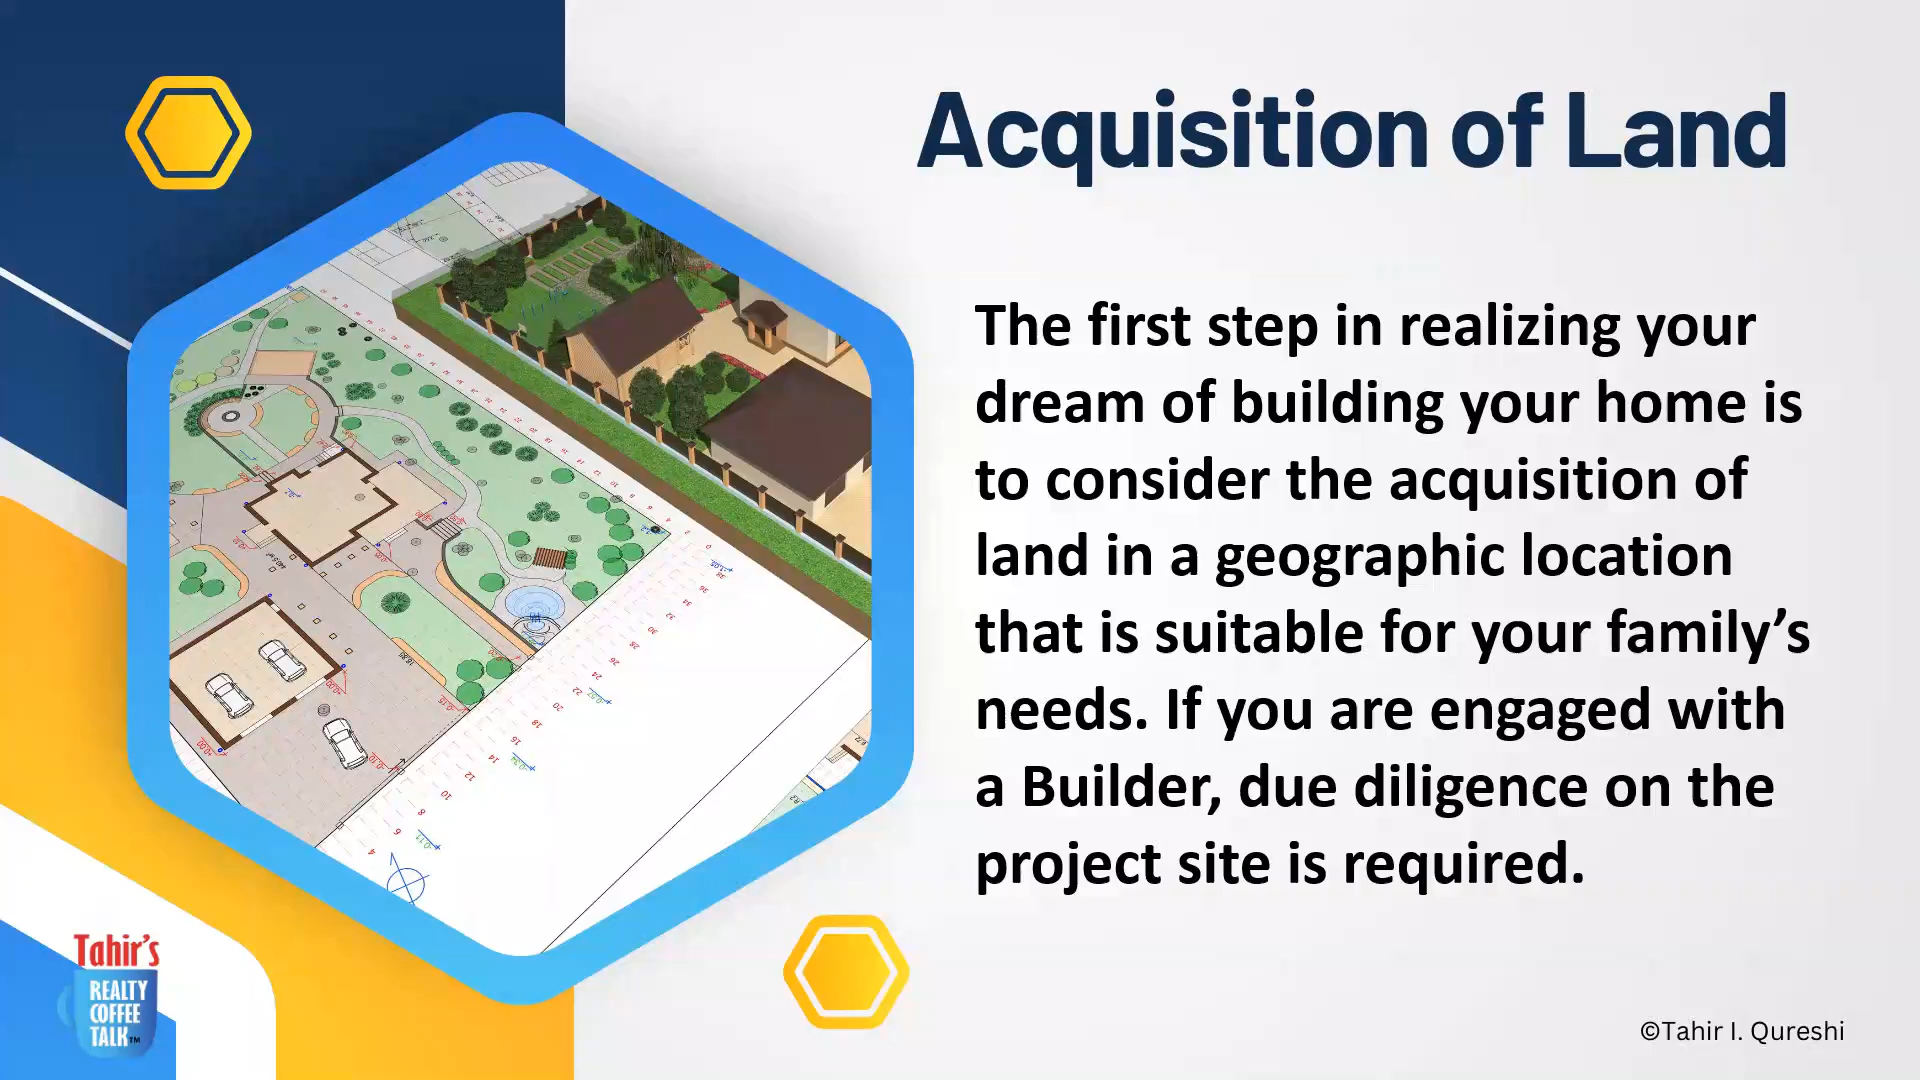 Acquisition of Land
The first step in realizing your
dream of building your home is
to consider the acquisition of
land in a geographic location
that is suitable for your family’s
needs. If you are engaged with
a Builder, due diligence on the
project site is required.
Tahir's
REALTY
COFFEE
TALK™
©Tahir I. Qureshi